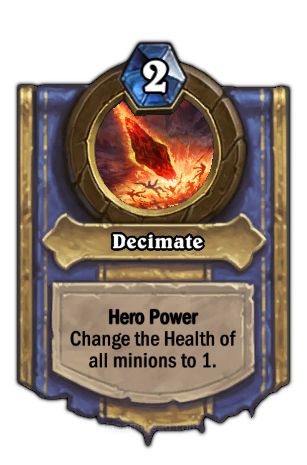 2
Decimate
Hero Power
Change the Health of
all minions to 1.